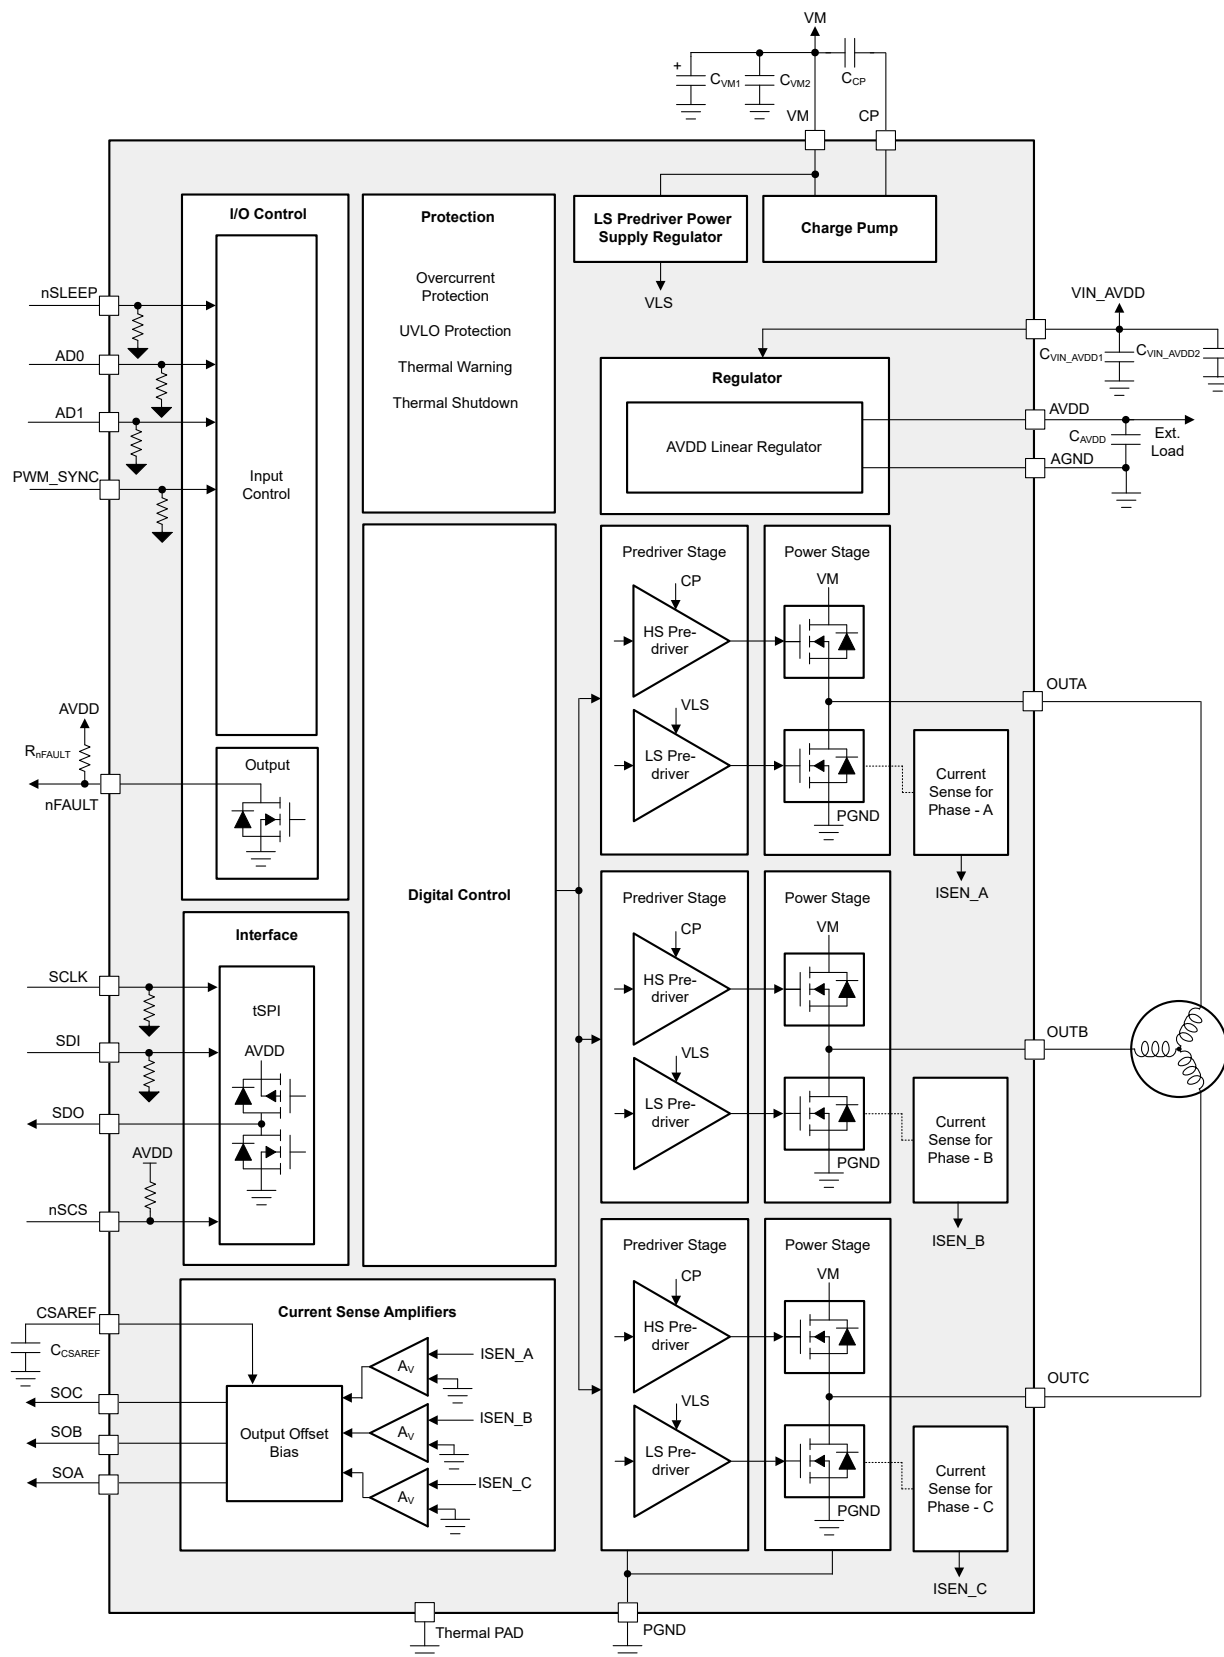 VM
+
CVM1
CVM2
CCP
VM
CP
I/O Control
Input
Control
Protection
Overcurrent
Protection
UVLO Protection
Thermal Warning
Thermal Shutdown
LS Predriver Power
Supply Regulator
VLS
Charge Pump
nSLEEP
AD0
AD1
PWM_SYNC
VIN_AVDD
CVIN_AVDD1
CVIN_AVDD2
Regulator
AVDD Linear Regulator
AVDD
CAVDD
Ext.
Load
AGND
AVDD
RnFAULT
nFAULT
Output
Digital Control
Predriver Stage
CP
HS Pre-
driver
VLS
LS Pre-
driver
Power Stage
VM
PGND
OUTA
Current
Sense for
Phase - A
ISEN_A
Interface
tSPI
AVDD
SCLK
SDI
SDO
AVDD
nSCS
Predriver Stage
CP
HS Pre-
driver
VLS
LS Pre-
driver
Power Stage
VM
PGND
OUTB
Current
Sense for
Phase - B
ISEN_B
CSAREF
CCSAREF
SOC
SOB
SOA
Current Sense Amplifiers
Output Offset
Bias
AV
ISEN_A
AV
ISEN_B
AV
ISEN_C
Predriver Stage
CP
HS Pre-
driver
VLS
LS Pre-
driver
Power Stage
VM
PGND
OUTC
Current
Sense for
Phase - C
ISEN_C
Thermal PAD
PGND